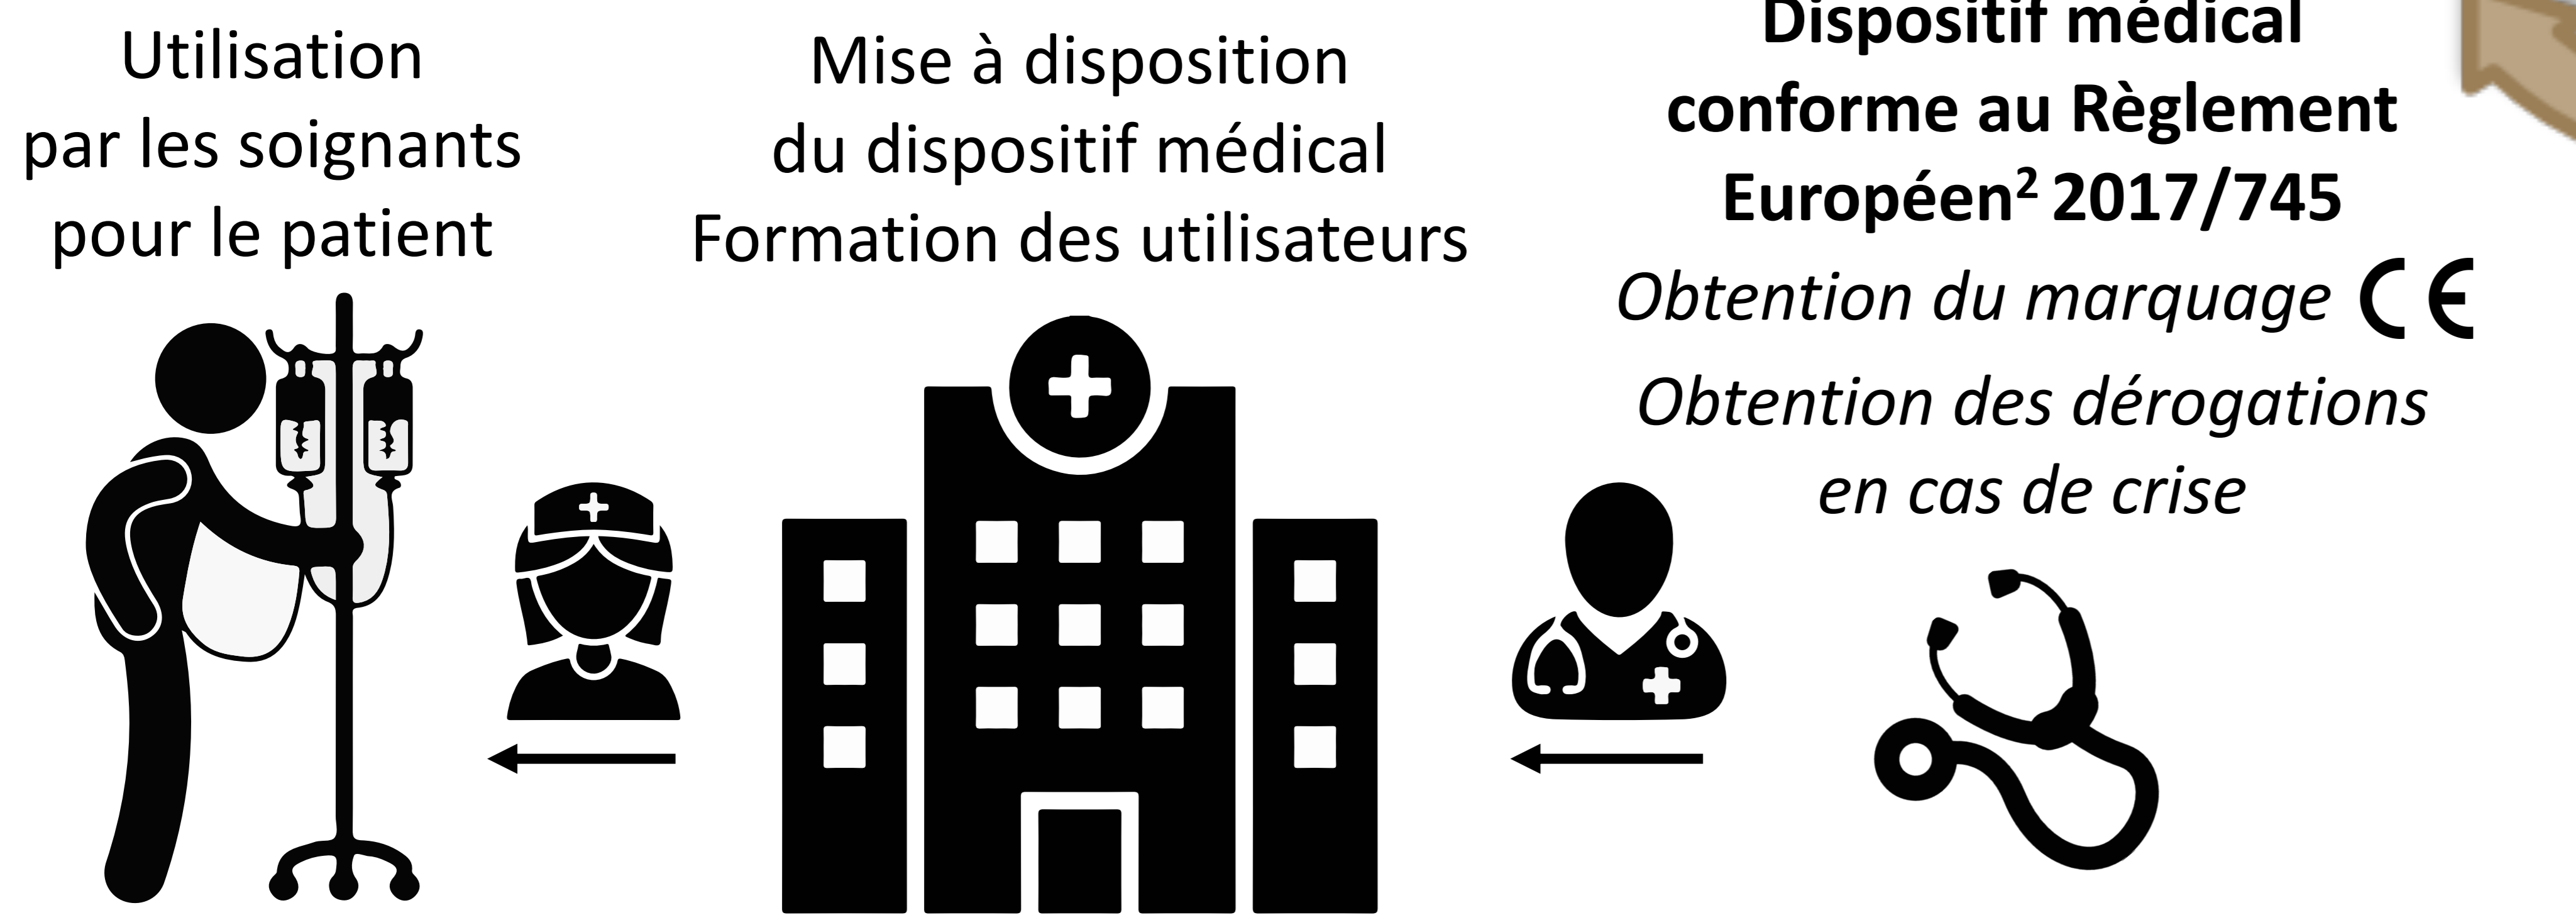 Utilisation
par les soignants
pour le patient
Mise à disposition
du dispositif médical
Formation des utilisateurs
Dispositif médical
conforme au Règlement
Européen² 2017/745
Obtention du marquage CE
Obtention des dérogations
en cas de crise